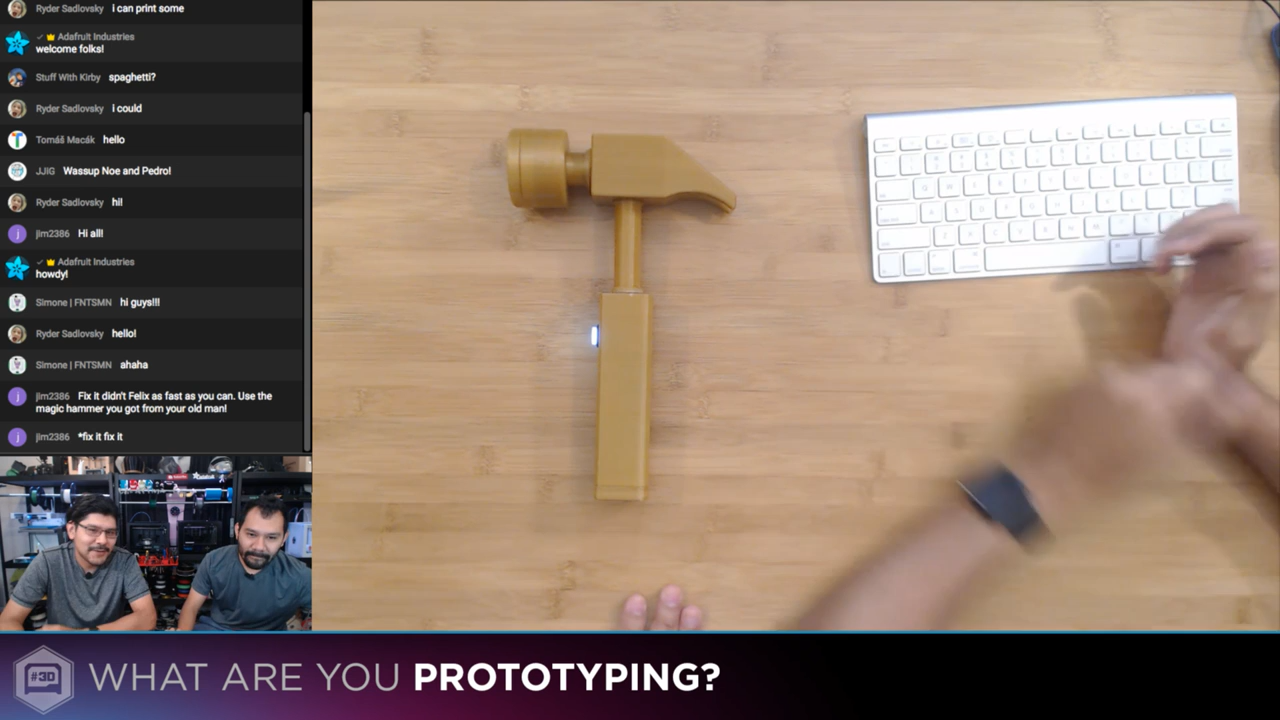 Ryder Sadlovsky i can print some
Adafruit Industries
welcome folks!
Stuff With Kirby spaghetti?
Ryder Sadlovsky i could
Tomáš Macák hello
JJIG Wassup Noe and Pedro!
Ryder Sadlovsky hi!
j jim2386 Hi all!
Adafruit Industries
howdy!
Simone | FNTSMN hi guys!!!
Ryder Sadlovsky hello!
Simone | FNTSMN ahaha
j jim2386 Fix it didn't Felix as fast as you can. Use the
magic hammer you got from your old man!
j jim2386 *fix it fix it
#3D
WHAT ARE YOU PROTOTYPING?